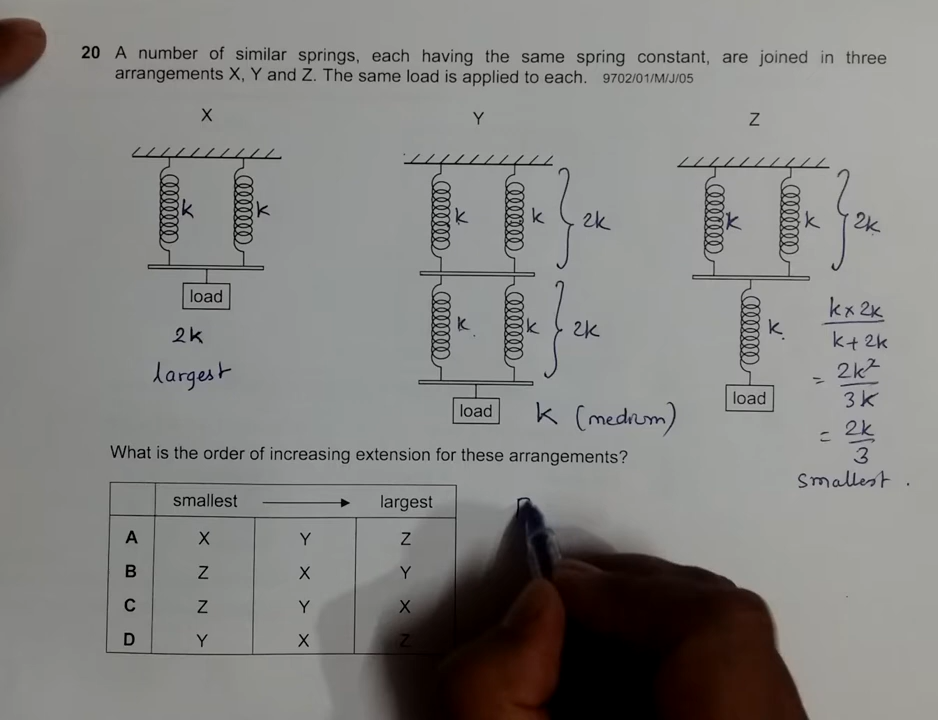 20 A number of similar springs, each having the same spring constant, are joined in three
arrangements X, Y and Z. The same load is applied to each. 9702/01/M/J/05
X Y Z
k k k k } 2k k k } 2k
load
k k } 2k k
2k
largest
load
k (medium)
load
k × 2k
k + 2k
= 2k²
3k
= 2k
3
smallest .
What is the order of increasing extension for these arrangements?
smallest → largest
A X Y Z
B Z X Y
C Z Y X
D Y X Z